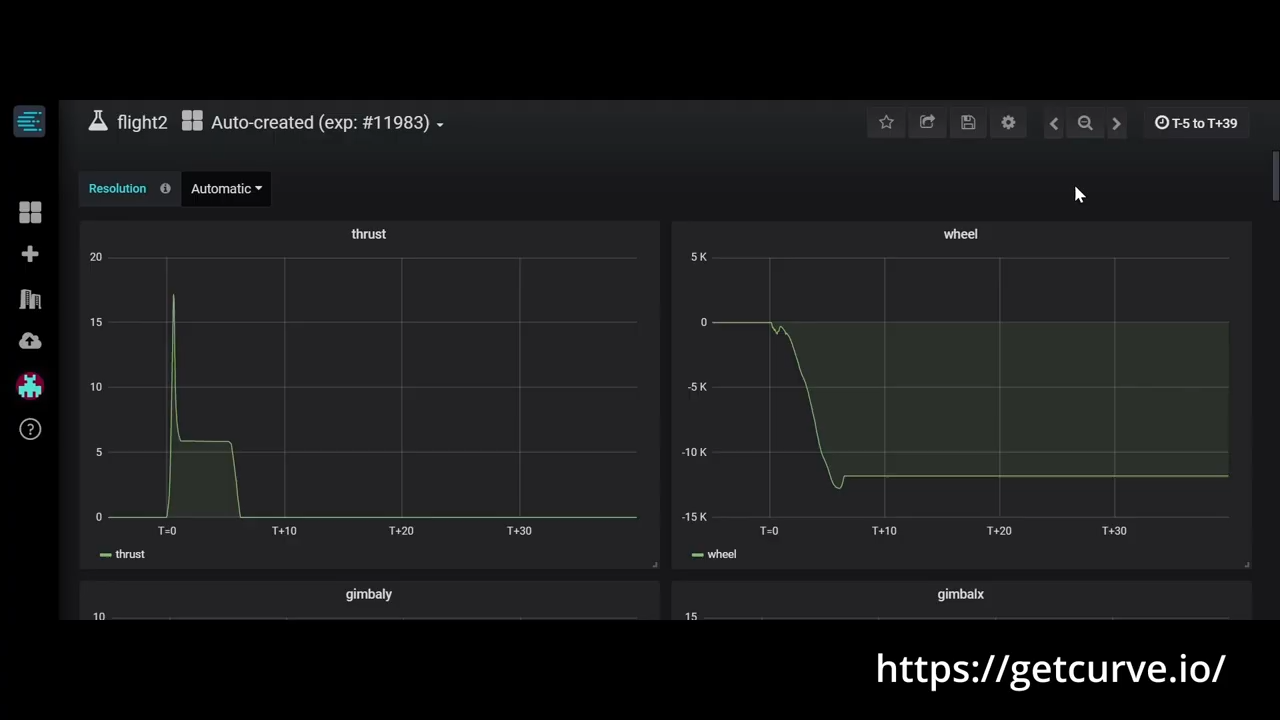 flight2 Auto-created (exp: #11983)
T-5 to T+39
Resolution Automatic
thrust
20
15
10
5
0
T=0 T+10 T+20 T+30
thrust
wheel
5 K
0
-5 K
-10 K
-15 K
T=0 T+10 T+20 T+30
wheel
gimbaly
10
gimbalx
15
https://getcurve.io/